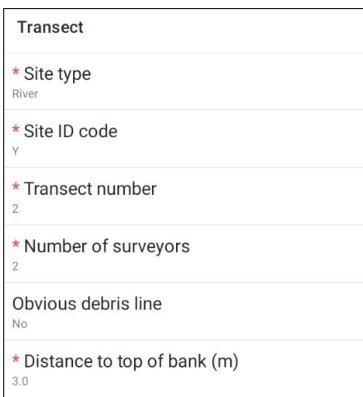 Transect
* Site type
River
* Site ID code
Y
* Transect number
2
* Number of surveyors
2
Obvious debris line
No
* Distance to top of bank (m)
3.0